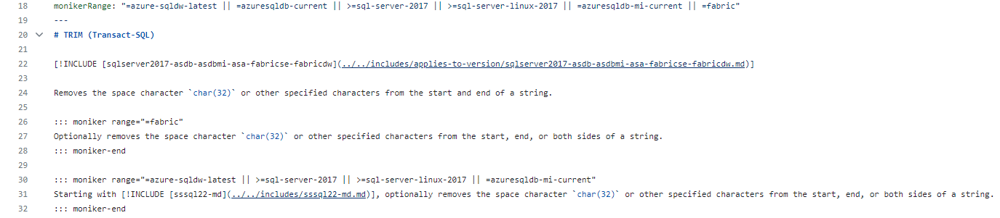 18 monikerRange: "=azure-sqldw-latest || =azuresqldb-current || >=sql-server-2017 || >=sql-server-linux-2017 || =azuresqldb-mi-current || =fabric"
19 ---
20 # TRIM (Transact-SQL)
21
22 [!INCLUDE [sqlserver2017-asdb-asdbmi-asa-fabricse-fabricdw](../../includes/applies-to-version/sqlserver2017-asdb-asdbmi-asa-fabricse-fabricdw.md)]
23
24 Removes the space character `char(32)` or other specified characters from the start and end of a string.
25
26 ::: moniker range="=fabric"
27 Optionally removes the space character `char(32)` or other specified characters from the start, end, or both sides of a string.
28 ::: moniker-end
29
30 ::: moniker range="=azure-sqldw-latest || >=sql-server-2017 || >=sql-server-linux-2017 || =azuresqldb-mi-current"
31 Starting with [!INCLUDE [sssql22-md](../../includes/sssql22-md.md)], optionally removes the space character `char(32)` or other specified characters from the start, end, or both sides of a string.
32 ::: moniker-end